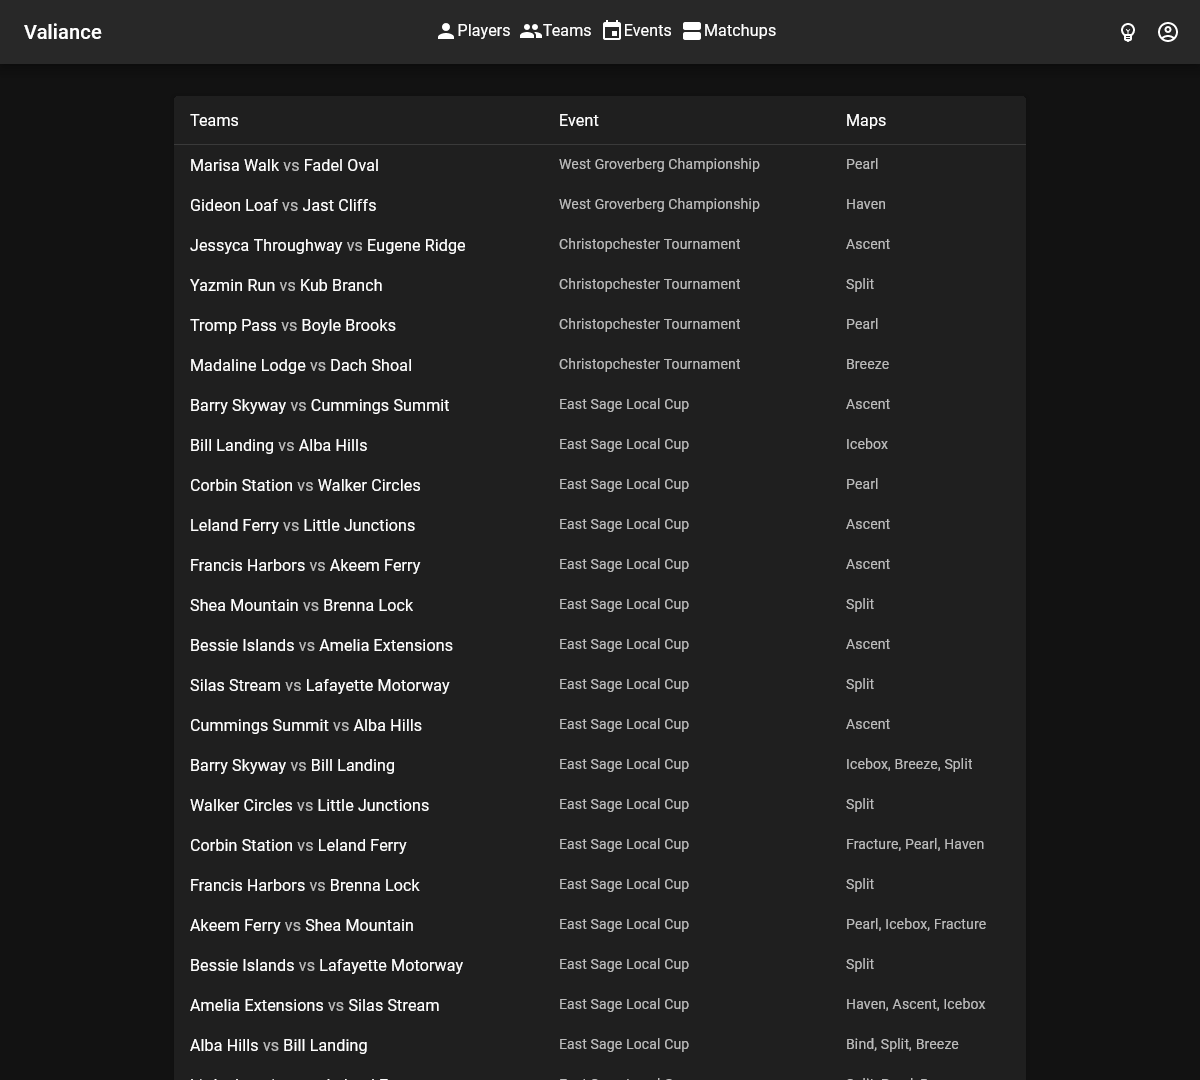 Valiance Players Teams Events Matchups
Teams Event Maps
Marisa Walk vs Fadel Oval West Groverberg Championship Pearl
Gideon Loaf vs Jast Cliffs West Groverberg Championship Haven
Jessyca Throughway vs Eugene Ridge Christopchester Tournament Ascent
Yazmin Run vs Kub Branch Christopchester Tournament Split
Tromp Pass vs Boyle Brooks Christopchester Tournament Pearl
Madaline Lodge vs Dach Shoal Christopchester Tournament Breeze
Barry Skyway vs Cummings Summit East Sage Local Cup Ascent
Bill Landing vs Alba Hills East Sage Local Cup Icebox
Corbin Station vs Walker Circles East Sage Local Cup Pearl
Leland Ferry vs Little Junctions East Sage Local Cup Ascent
Francis Harbors vs Akeem Ferry East Sage Local Cup Ascent
Shea Mountain vs Brenna Lock East Sage Local Cup Split
Bessie Islands vs Amelia Extensions East Sage Local Cup Ascent
Silas Stream vs Lafayette Motorway East Sage Local Cup Split
Cummings Summit vs Alba Hills East Sage Local Cup Ascent
Barry Skyway vs Bill Landing East Sage Local Cup Icebox, Breeze, Split
Walker Circles vs Little Junctions East Sage Local Cup Split
Corbin Station vs Leland Ferry East Sage Local Cup Fracture, Pearl, Haven
Francis Harbors vs Brenna Lock East Sage Local Cup Split
Akeem Ferry vs Shea Mountain East Sage Local Cup Pearl, Icebox, Fracture
Bessie Islands vs Lafayette Motorway East Sage Local Cup Split
Amelia Extensions vs Silas Stream East Sage Local Cup Haven, Ascent, Icebox
Alba Hills vs Bill Landing East Sage Local Cup Bind, Split, Breeze